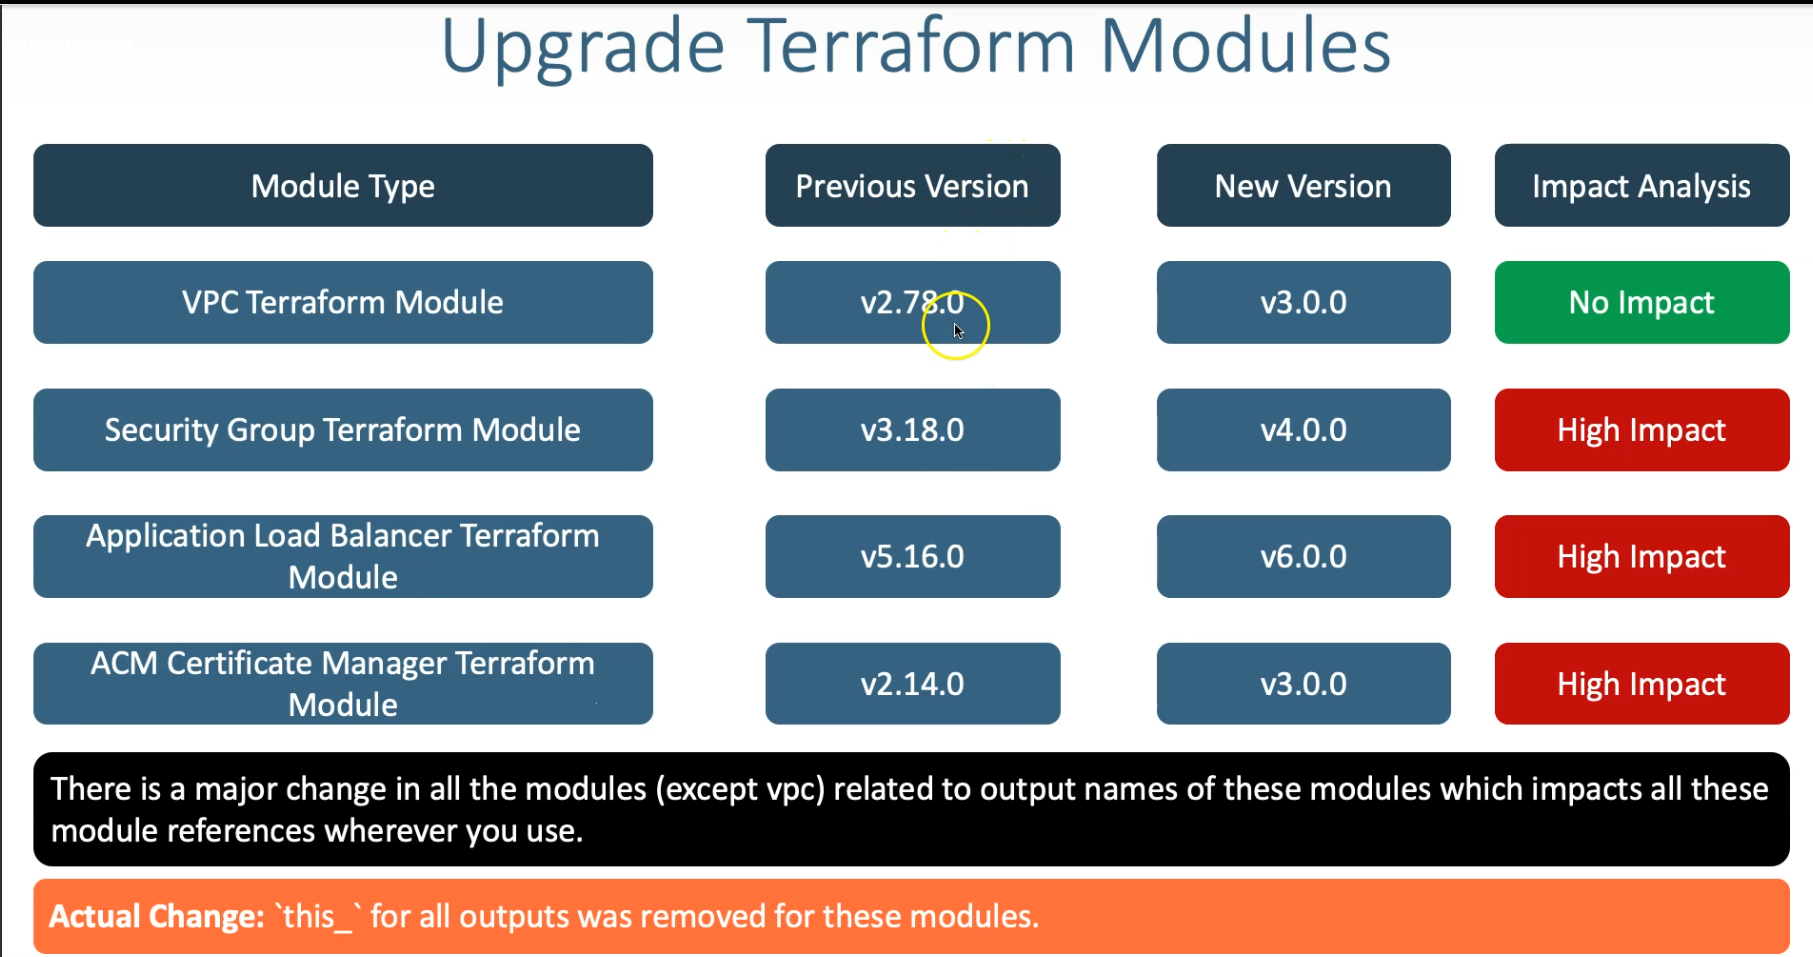 Upgrade Terraform Modules
Module Type
Previous Version
New Version
Impact Analysis
VPC Terraform Module
v2.78.0
v3.0.0
No Impact
Security Group Terraform Module
v3.18.0
v4.0.0
High Impact
Application Load Balancer Terraform
Module
v5.16.0
v6.0.0
High Impact
ACM Certificate Manager Terraform
Module
v2.14.0
v3.0.0
High Impact
There is a major change in all the modules (except vpc) related to output names of these modules which impacts all these
module references wherever you use.
Actual Change: `this_` for all outputs was removed for these modules.